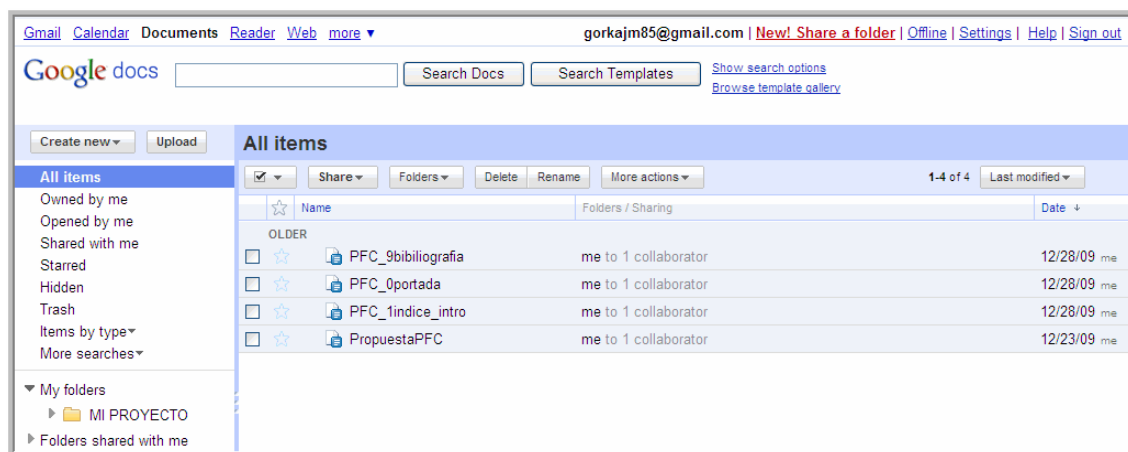 Gmail Calendar Documents Reader Web more ▼ gorkajm85@gmail.com | New! Share a folder | Offline | Settings | Help | Sign out
Google docs Search Docs Search Templates Show search options
Browse template gallery
Create new Upload All items
All items Share Folders Delete Rename More actions 1-4 of 4 Last modified
Owned by me Name Folders / Sharing Date ↓
Opened by me
Shared with me OLDER
Starred PFC_9bibiliografia me to 1 collaborator 12/28/09 me
Hidden PFC_0portada me to 1 collaborator 12/28/09 me
Trash PFC_1indice_intro me to 1 collaborator 12/28/09 me
Items by type PropuestaPFC me to 1 collaborator 12/23/09 me
More searches
My folders
MI PROYECTO
Folders shared with me